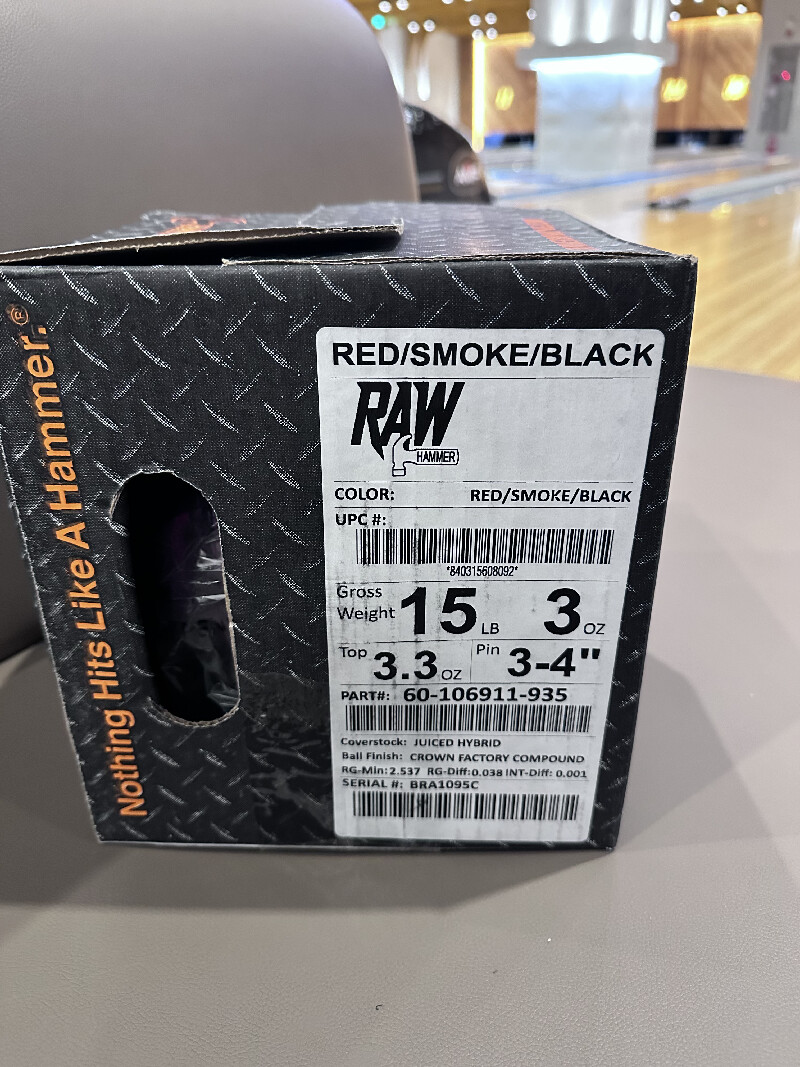 Nothing Hits Like A Hammer.®
RED/SMOKE/BLACK
RAW
HAMMER
COLOR: RED/SMOKE/BLACK
UPC #:
*840315608092*
Gross Weight 15 LB 3 OZ
Top 3.3 OZ Pin 3-4"
PART#: 60-106911-935
Coverstock: JUICED HYBRID
Ball Finish: CROWN FACTORY COMPOUND
RG-Min: 2.537 RG-Diff: 0.038 INT-Diff: 0.001
SERIAL #: BRA1095C